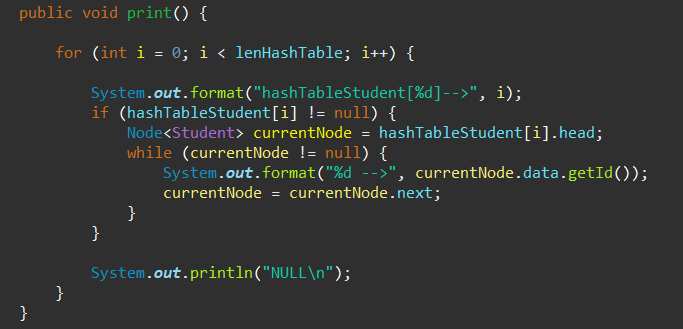 public void print() {
for (int i = 0; i < lenHashTable; i++) {
System.out.format("hashTableStudent[%d]-->", i);
if (hashTableStudent[i] != null) {
Node<Student> currentNode = hashTableStudent[i].head;
while (currentNode != null) {
System.out.format("%d -->", currentNode.data.getId());
currentNode = currentNode.next;
}
}
System.out.println("NULL\n");
}
}